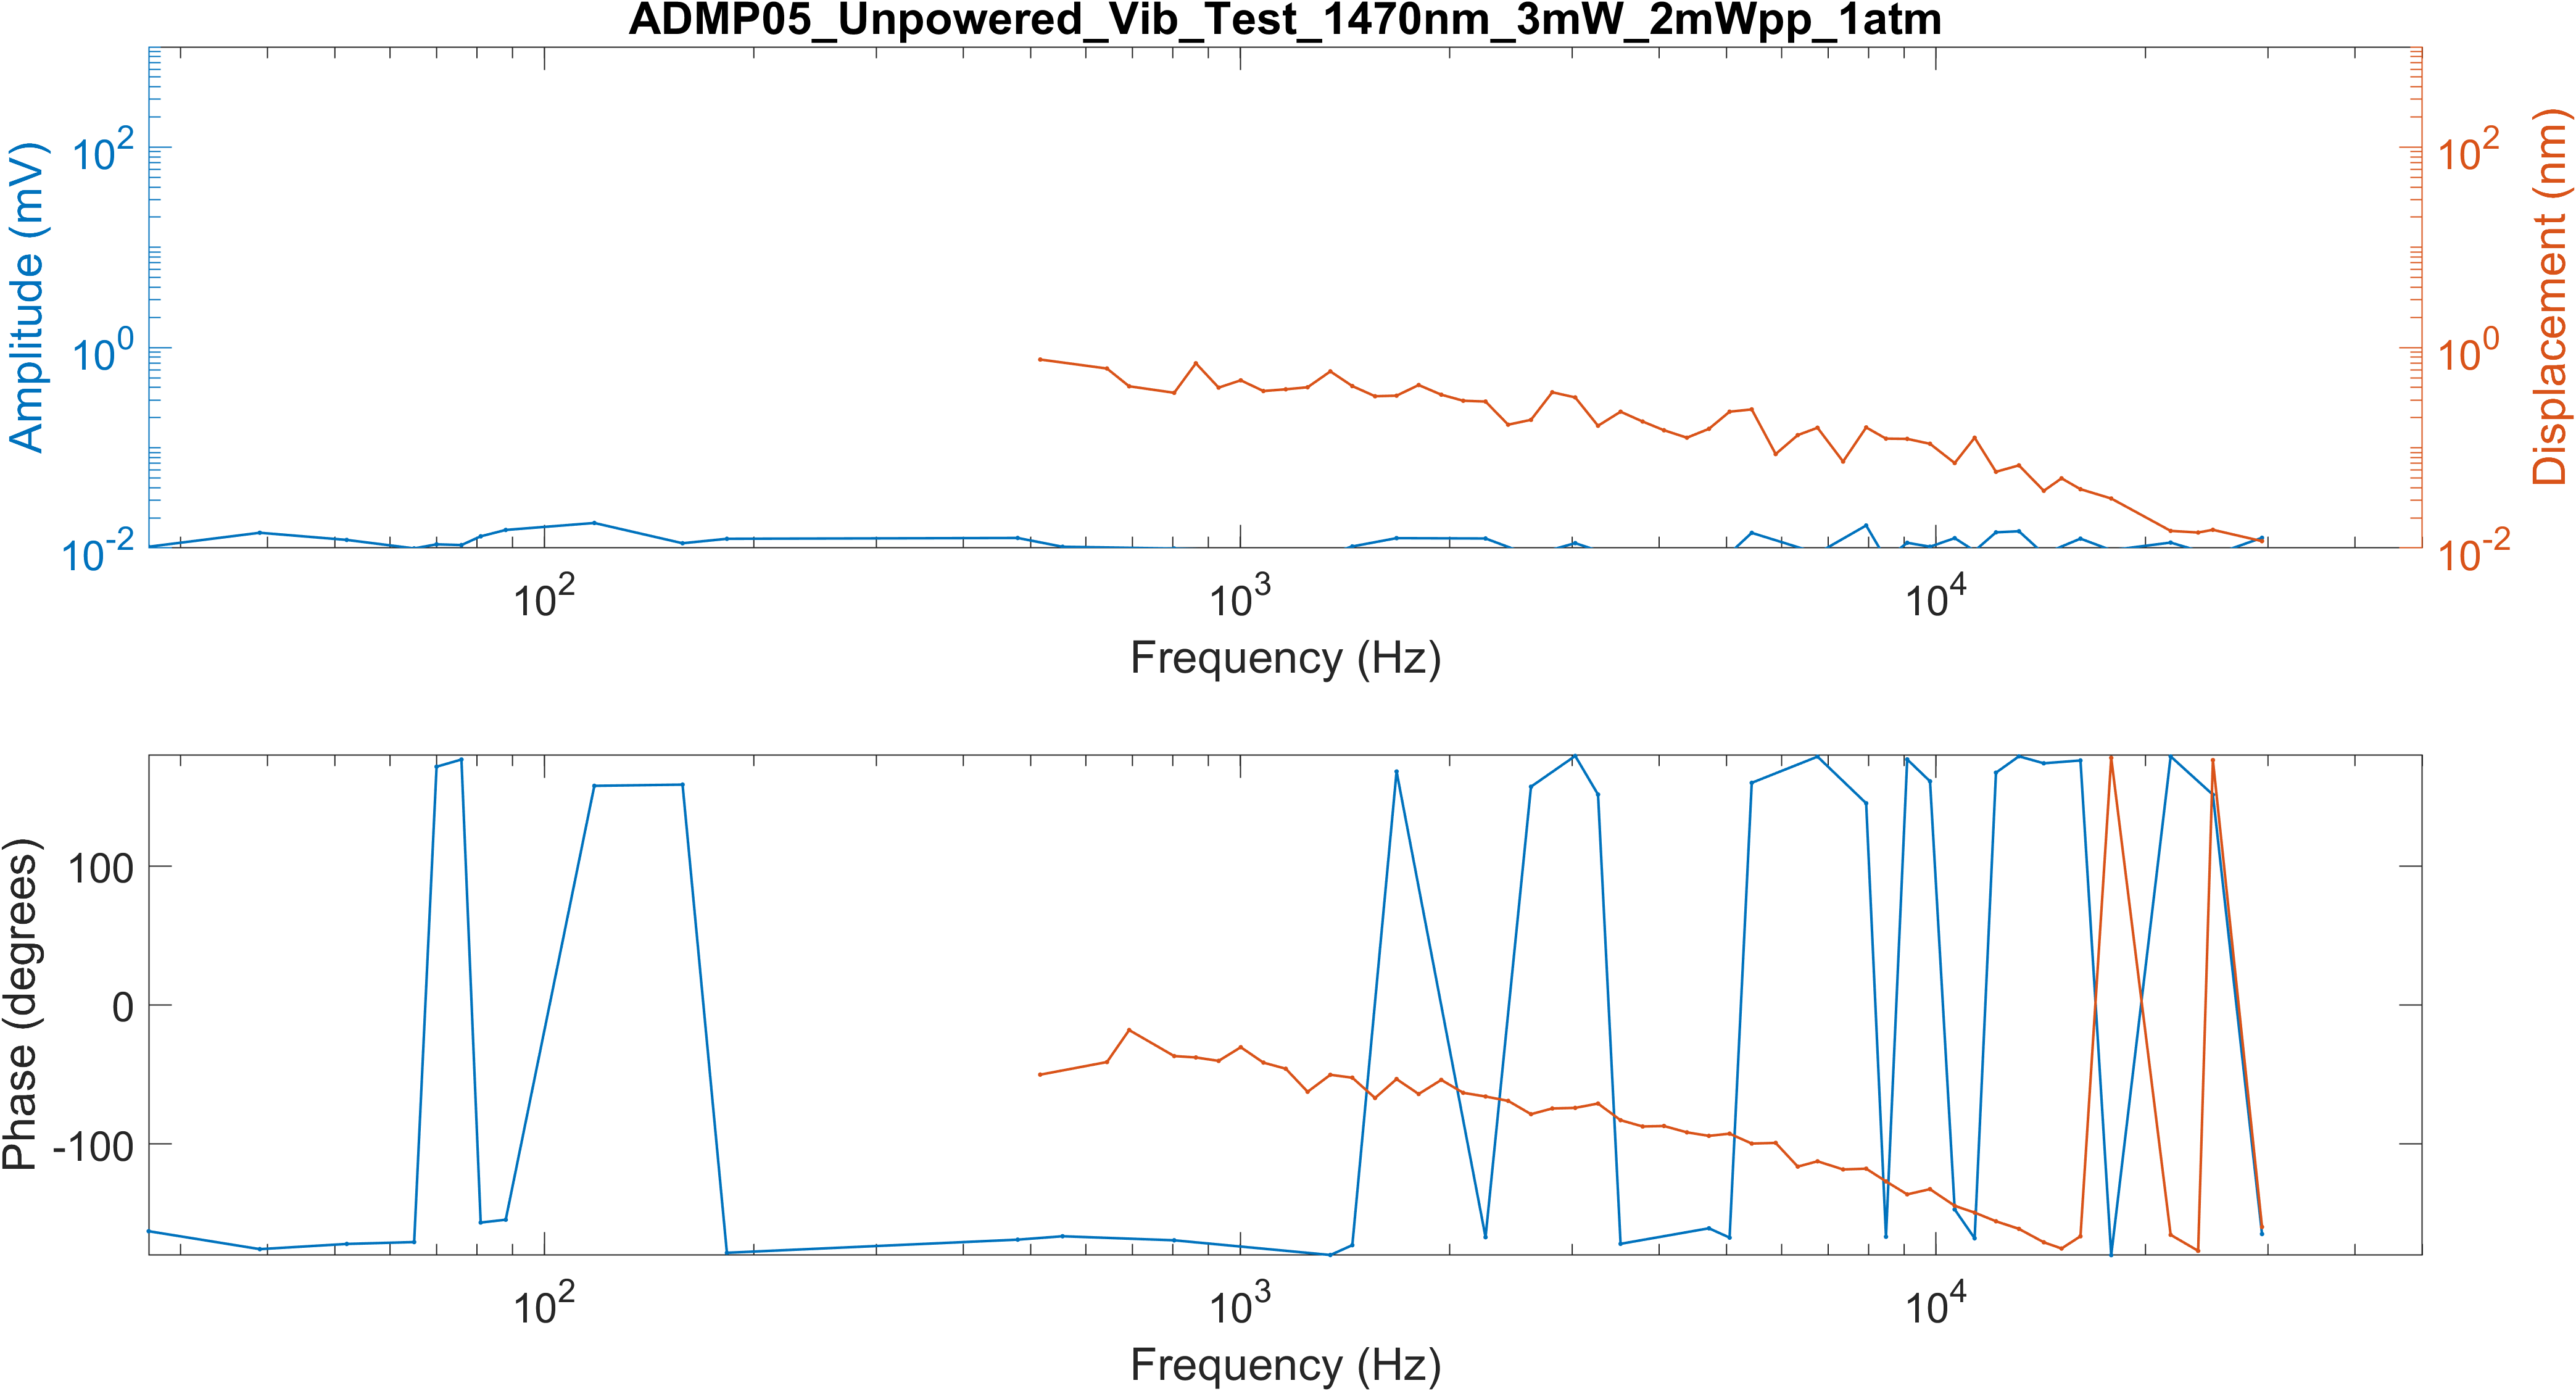 ADMP05_Unpowered_Vib_Test_1470nm_3mW_2mWpp_1atm
Amplitude (mV)
10^2
10^0
10^-2
Displacement (nm)
10^2
10^0
10^-2
10^2
10^3
10^4
Frequency (Hz)
Phase (degrees)
100
0
-100
10^2
10^3
10^4
Frequency (Hz)